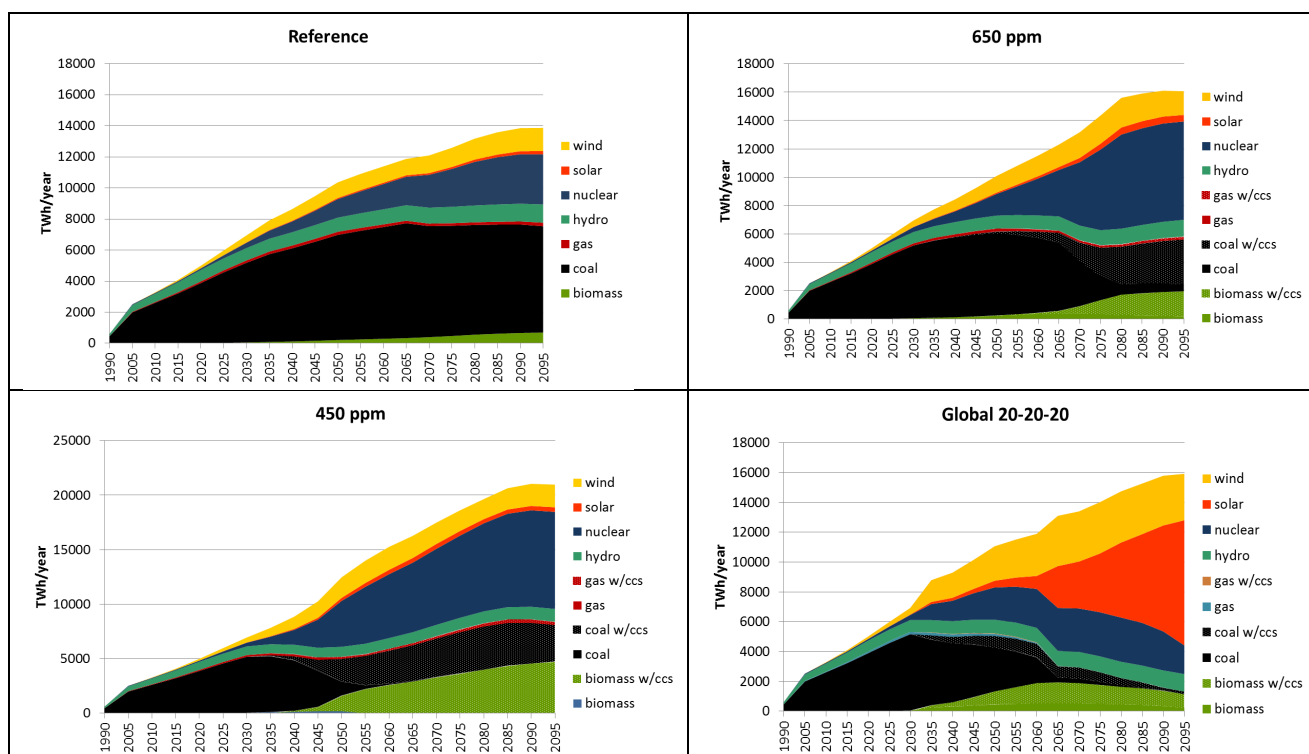 Reference
TWh/year
18000
16000
14000
12000
10000
8000
6000
4000
2000
0
1990
2005
2010
2015
2020
2025
2030
2035
2040
2045
2050
2055
2060
2065
2070
2075
2080
2085
2090
2095
wind
solar
nuclear
hydro
gas
coal
biomass
650 ppm
TWh/year
18000
16000
14000
12000
10000
8000
6000
4000
2000
0
1990
2005
2010
2015
2020
2025
2030
2035
2040
2045
2050
2055
2060
2065
2070
2075
2080
2085
2090
2095
wind
solar
nuclear
hydro
gas w/ccs
gas
coal w/ccs
coal
biomass w/ccs
biomass
450 ppm
TWh/year
25000
20000
15000
10000
5000
0
1990
2005
2010
2015
2020
2025
2030
2035
2040
2045
2050
2055
2060
2065
2070
2075
2080
2085
2090
2095
wind
solar
nuclear
hydro
gas w/ccs
gas
coal w/ccs
coal
biomass w/ccs
biomass
Global 20-20-20
TWh/year
18000
16000
14000
12000
10000
8000
6000
4000
2000
0
1990
2005
2010
2015
2020
2025
2030
2035
2040
2045
2050
2055
2060
2065
2070
2075
2080
2085
2090
2095
wind
solar
nuclear
hydro
gas w/ccs
gas
coal w/ccs
coal
biomass w/ccs
biomass